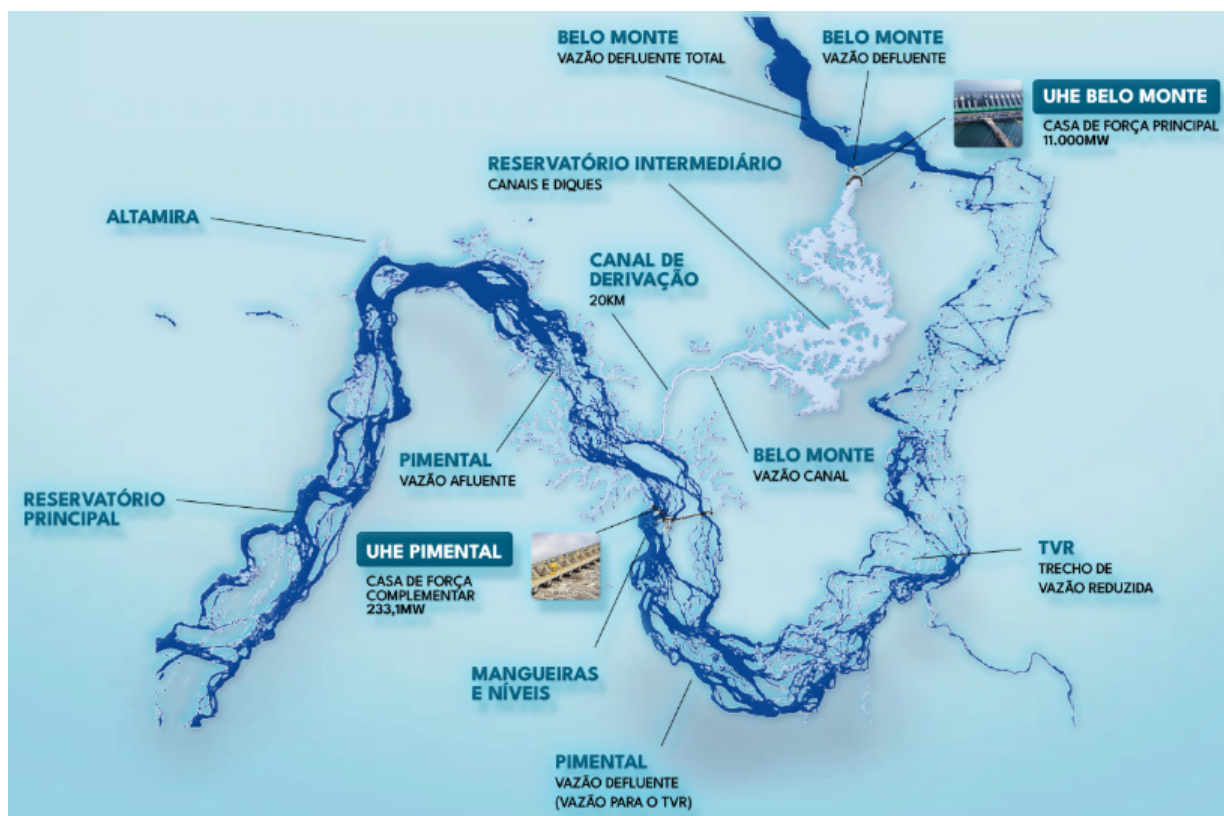 BELO MONTE
VAZÃO DEFLUENTE TOTAL
BELO MONTE
VAZÃO DEFLUENTE
UHE BELO MONTE
CASA DE FORÇA PRINCIPAL
11.000MW
RESERVATÓRIO INTERMEDIÁRIO
CANAIS E DIQUES
ALTAMIRA
CANAL DE
DERIVAÇÃO
20KM
PIMENTAL
VAZÃO AFLUENTE
BELO MONTE
VAZÃO CANAL
RESERVATÓRIO
PRINCIPAL
UHE PIMENTAL
CASA DE FORÇA
COMPLEMENTAR
233,1MW
TVR
TRECHO DE
VAZÃO REDUZIDA
MANGUEIRAS
E NÍVEIS
PIMENTAL
VAZÃO DEFLUENTE
(VAZÃO PARA O TVR)